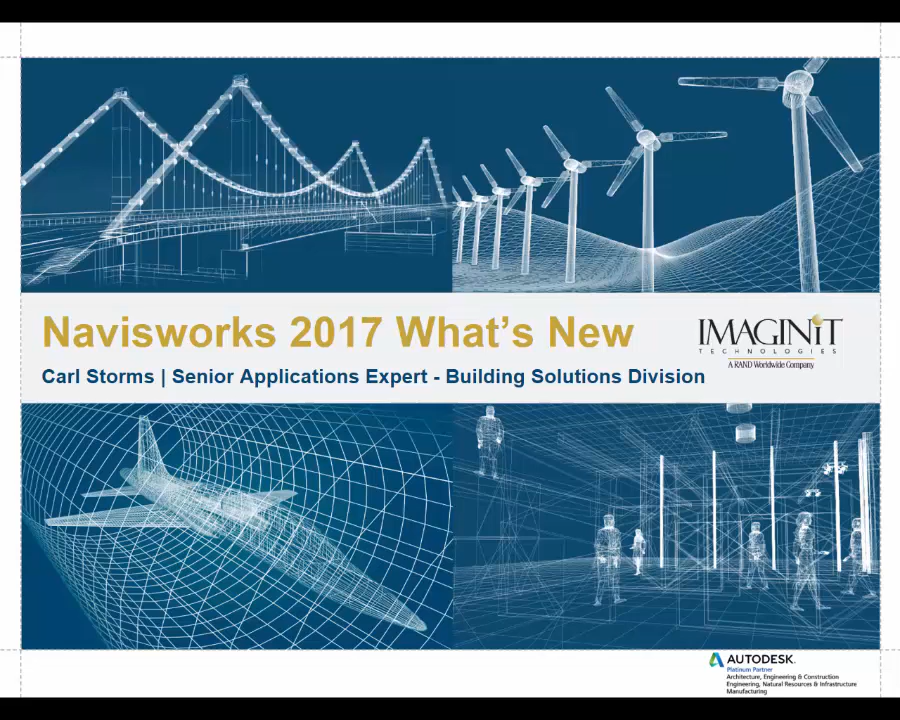 Navisworks 2017 What's New
Carl Storms | Senior Applications Expert - Building Solutions Division
IMAGINiT
TECHNOLOGIES
A RAND Worldwide Company
AUTODESK.
Platinum Partner
Architecture, Engineering & Construction
Engineering, Natural Resources & Infrastructure
Manufacturing